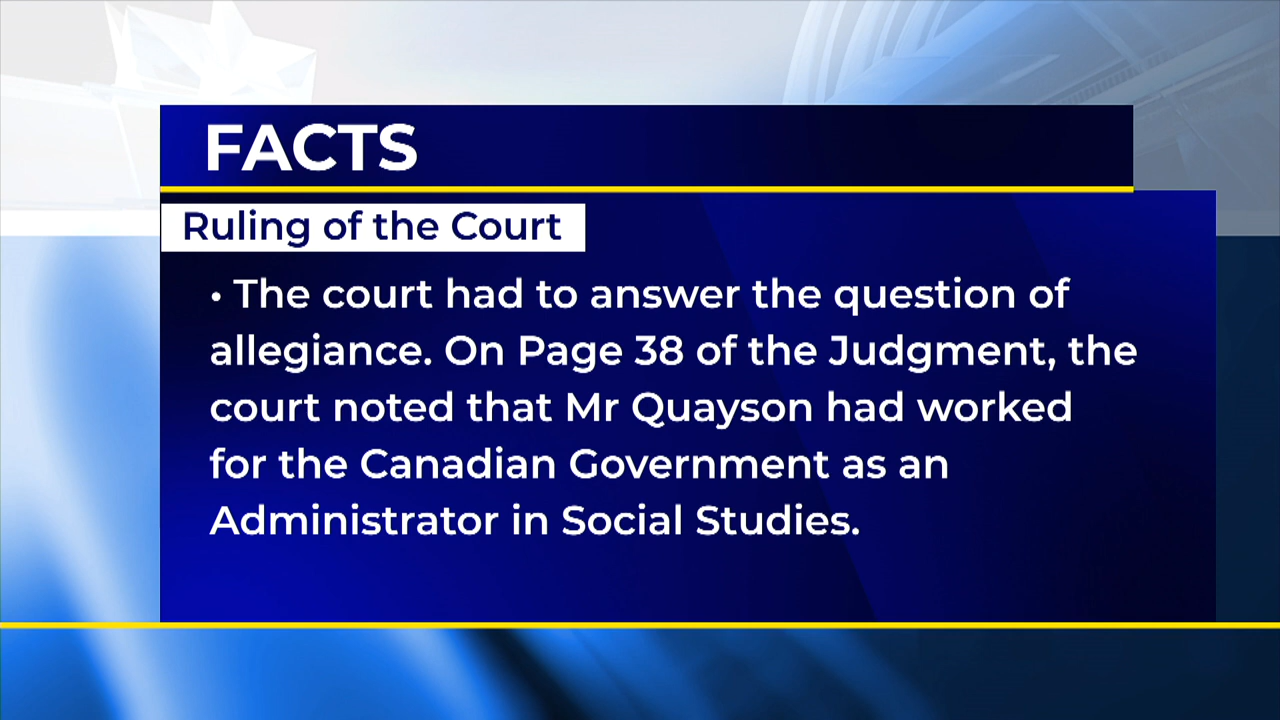 FACTS
Ruling of the Court
• The court had to answer the question of
allegiance. On Page 38 of the Judgment, the
court noted that Mr Quayson had worked
for the Canadian Government as an
Administrator in Social Studies.